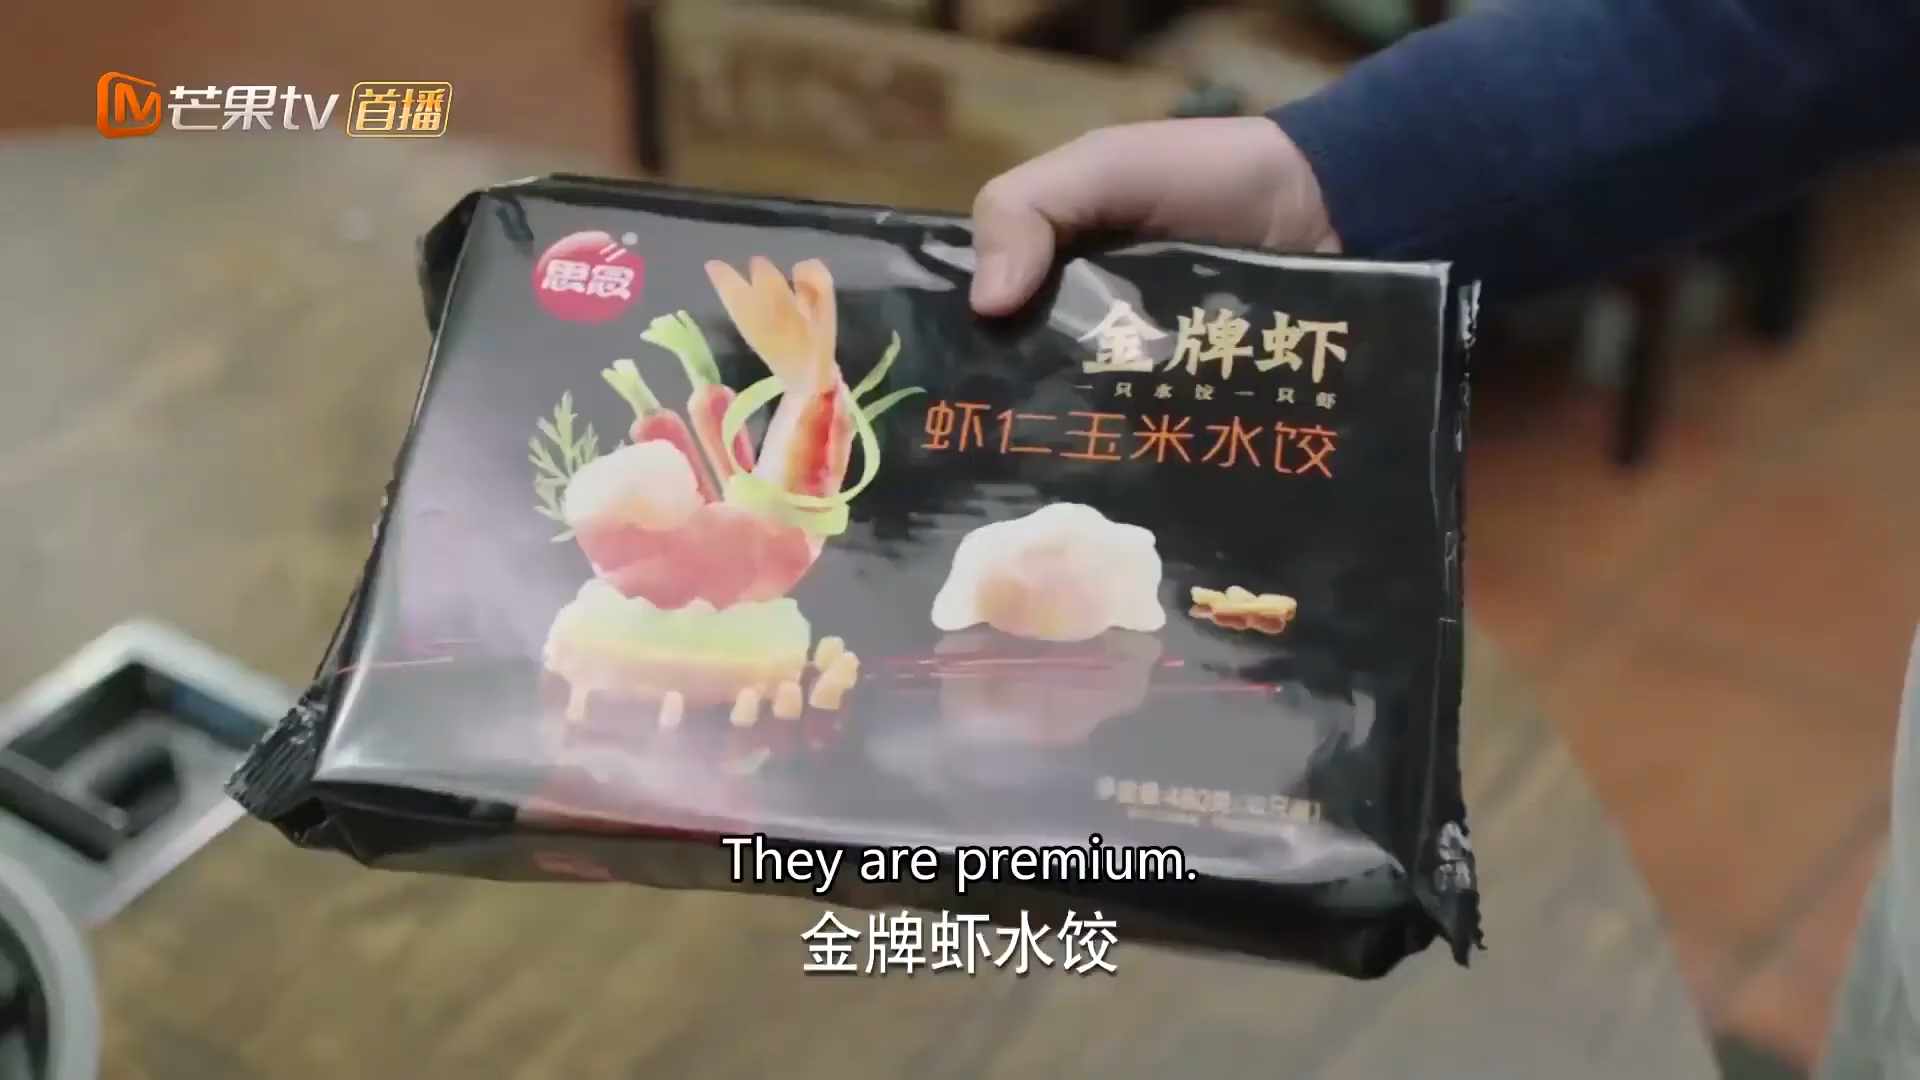 芒果tv 首播
思念
金牌虾
一只水饺一只虾
虾仁玉米水饺
They are premium.
金牌虾水饺